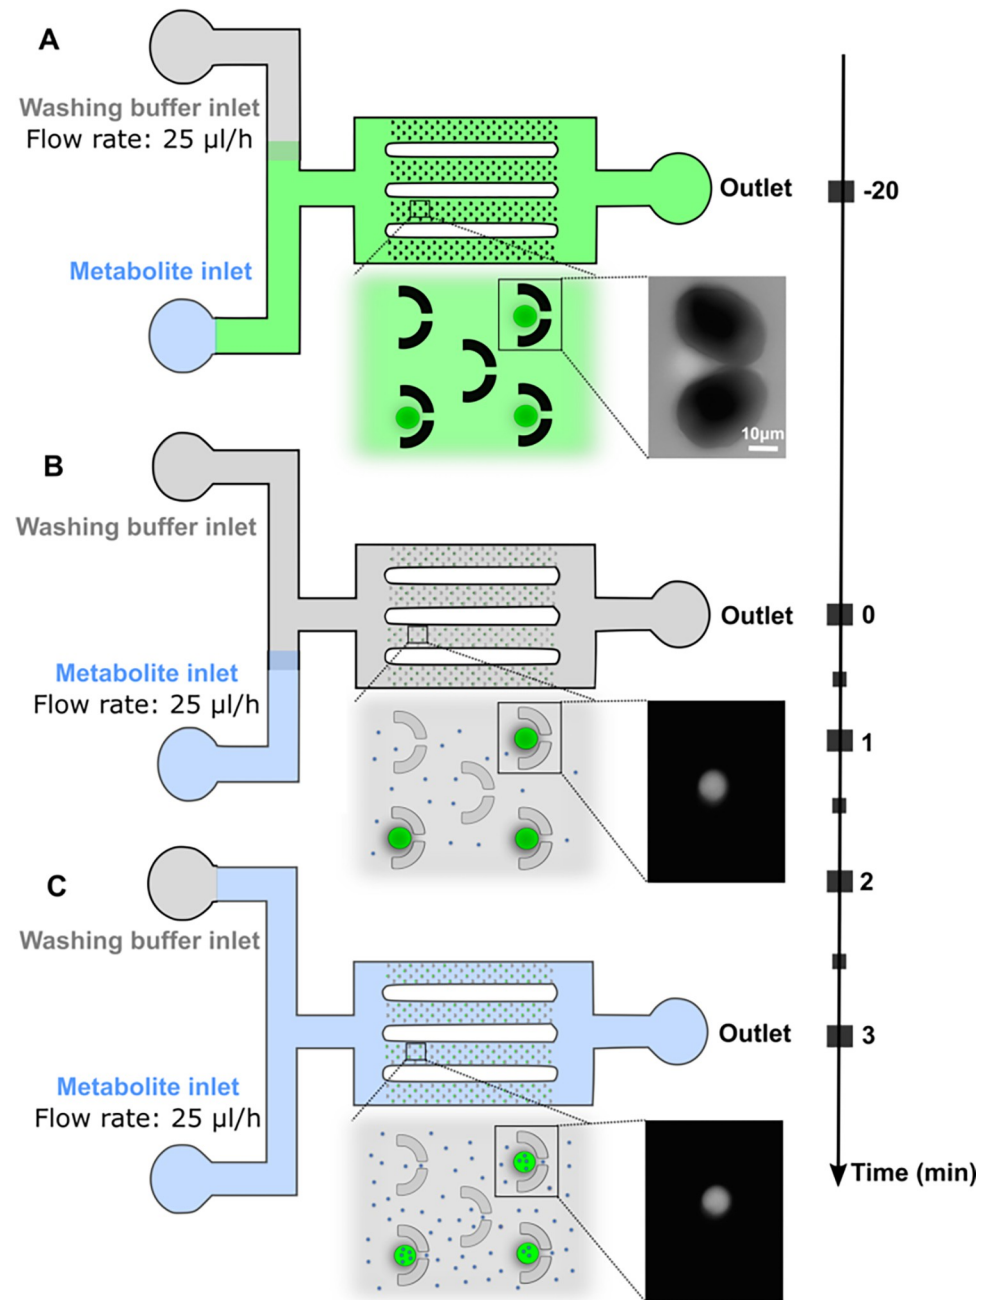 A
Washing buffer inlet
Flow rate: 25 µl/h
Metabolite inlet
Outlet
-20
10µm
B
Washing buffer inlet
Metabolite inlet
Flow rate: 25 µl/h
Outlet
0
1
2
C
Washing buffer inlet
Metabolite inlet
Flow rate: 25 µl/h
Outlet
3
Time (min)